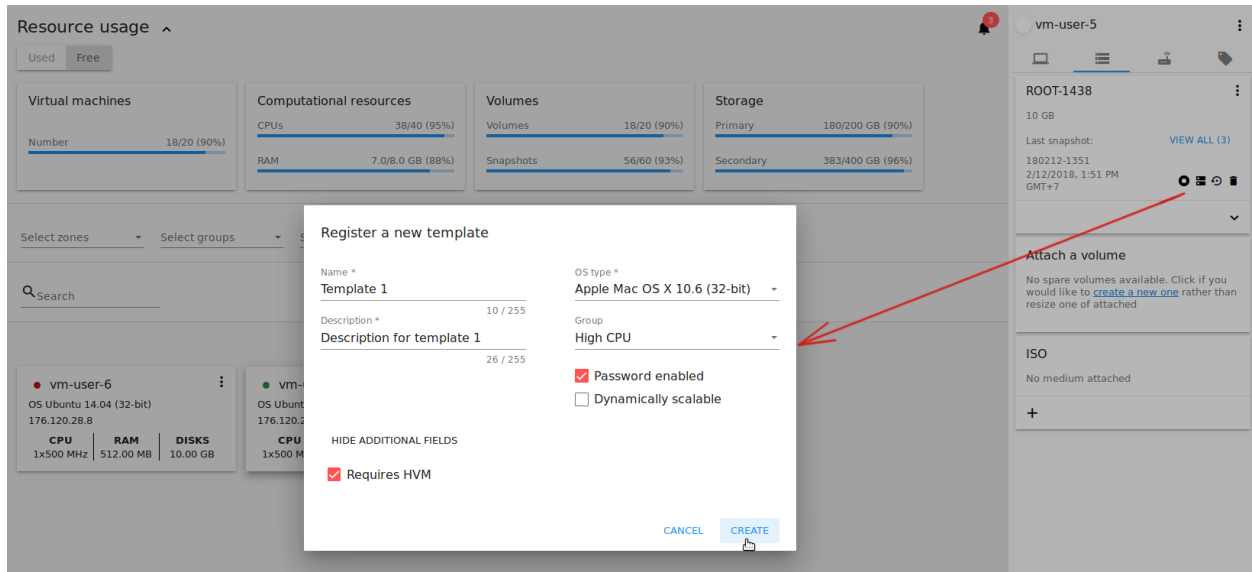 Resource usage
3
Used Free
Virtual machines
Number 18/20 (90%)
Computational resources
CPUs 38/40 (95%)
RAM 7.0/8.0 GB (88%)
Volumes
Volumes 18/20 (90%)
Snapshots 56/60 (93%)
Storage
Primary 180/200 GB (90%)
Secondary 383/400 GB (96%)
Select zones Select groups S
Search
vm-user-6
OS Ubuntu 14.04 (32-bit)
176.120.28.8
CPU RAM DISKS
1x500 MHz 512.00 MB 10.00 GB
vm-u
OS Ubunt
176.120.2
CPU
1x500 M
Register a new template
Name *
Template 1
10 / 255
Description *
Description for template 1
26 / 255
OS type *
Apple Mac OS X 10.6 (32-bit)
Group
High CPU
Password enabled
Dynamically scalable
HIDE ADDITIONAL FIELDS
Requires HVM
CANCEL CREATE
vm-user-5
ROOT-1438
10 GB
Last snapshot: VIEW ALL (3)
180212-1351
2/12/2018, 1:51 PM
GMT+7
Attach a volume
No spare volumes available. Click if you
would like to create a new one rather than
resize one of attached
ISO
No medium attached
+